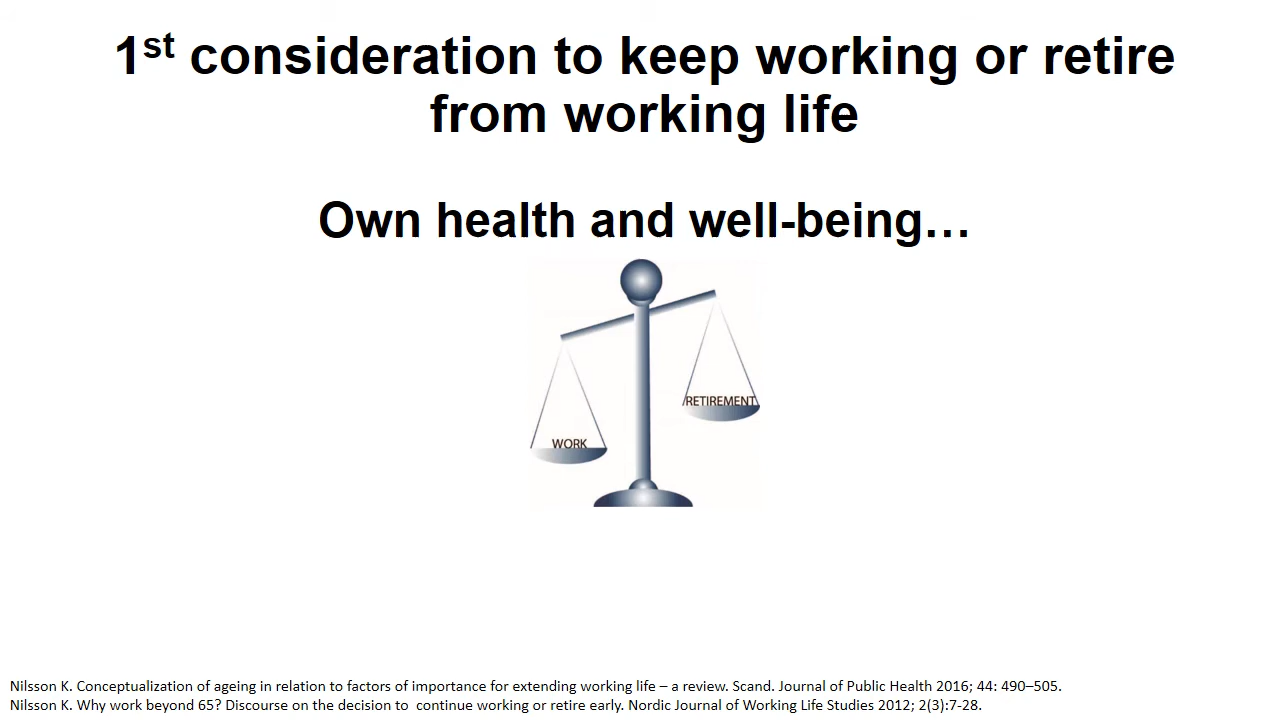 1st consideration to keep working or retire
from working life
Own health and well-being…
RETIREMENT
WORK
Nilsson K. Conceptualization of ageing in relation to factors of importance for extending working life – a review. Scand. Journal of Public Health 2016; 44: 490–505.
Nilsson K. Why work beyond 65? Discourse on the decision to  continue working or retire early. Nordic Journal of Working Life Studies 2012; 2(3):7-28.